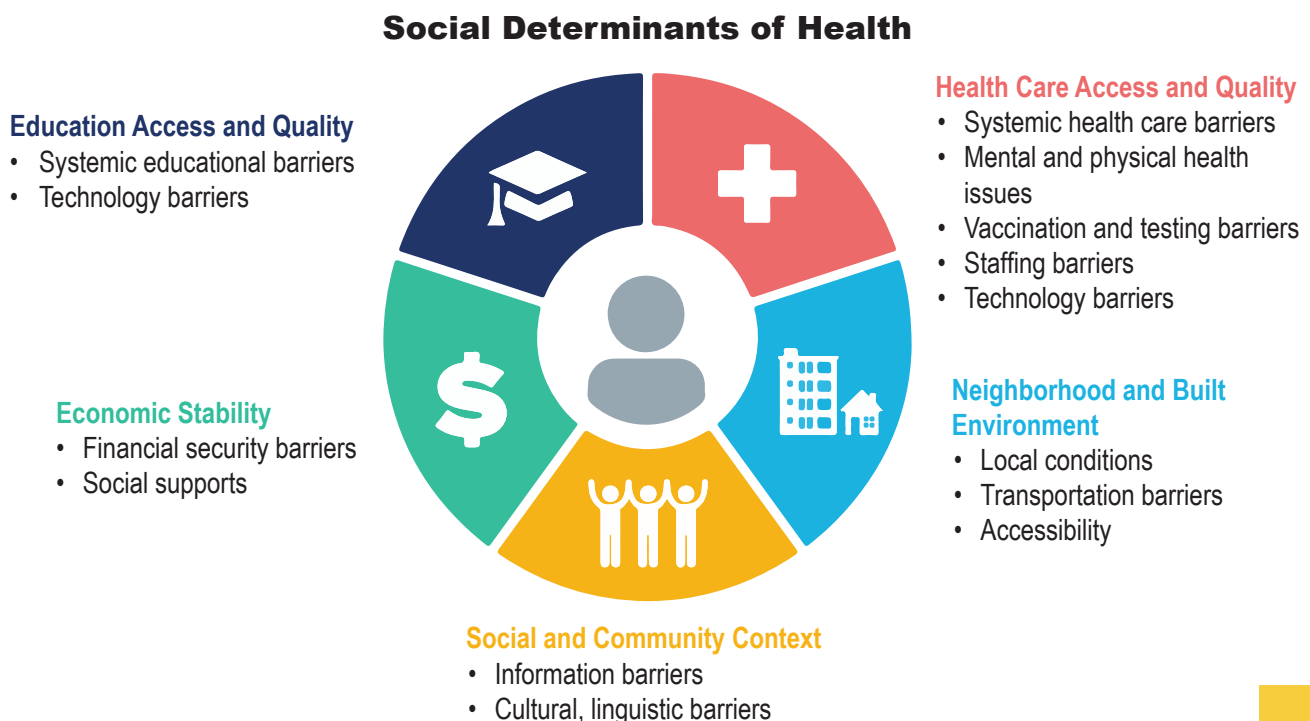 Social Determinants of Health
Education Access and Quality
• Systemic educational barriers
• Technology barriers
Health Care Access and Quality
• Systemic health care barriers
• Mental and physical health
issues
• Vaccination and testing barriers
• Staffing barriers
• Technology barriers
Economic Stability
• Financial security barriers
• Social supports
Neighborhood and Built
Environment
• Local conditions
• Transportation barriers
• Accessibility
Social and Community Context
• Information barriers
• Cultural, linguistic barriers